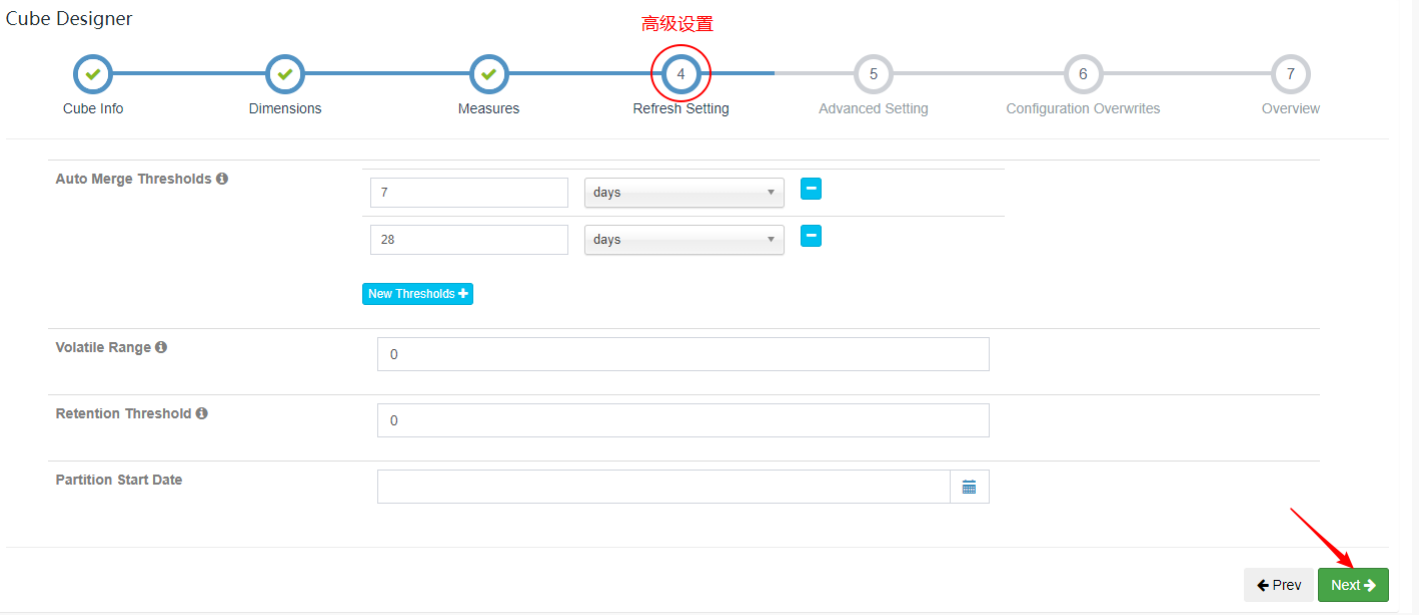 Cube Designer
高级设置
4
5
6
7
Cube Info
Dimensions
Measures
Refresh Setting
Advanced Setting
Configuration Overwrites
Overview
Auto Merge Thresholds
7
days
28
days
New Thresholds
Volatile Range
0
Retention Threshold
0
Partition Start Date
Prev
Next